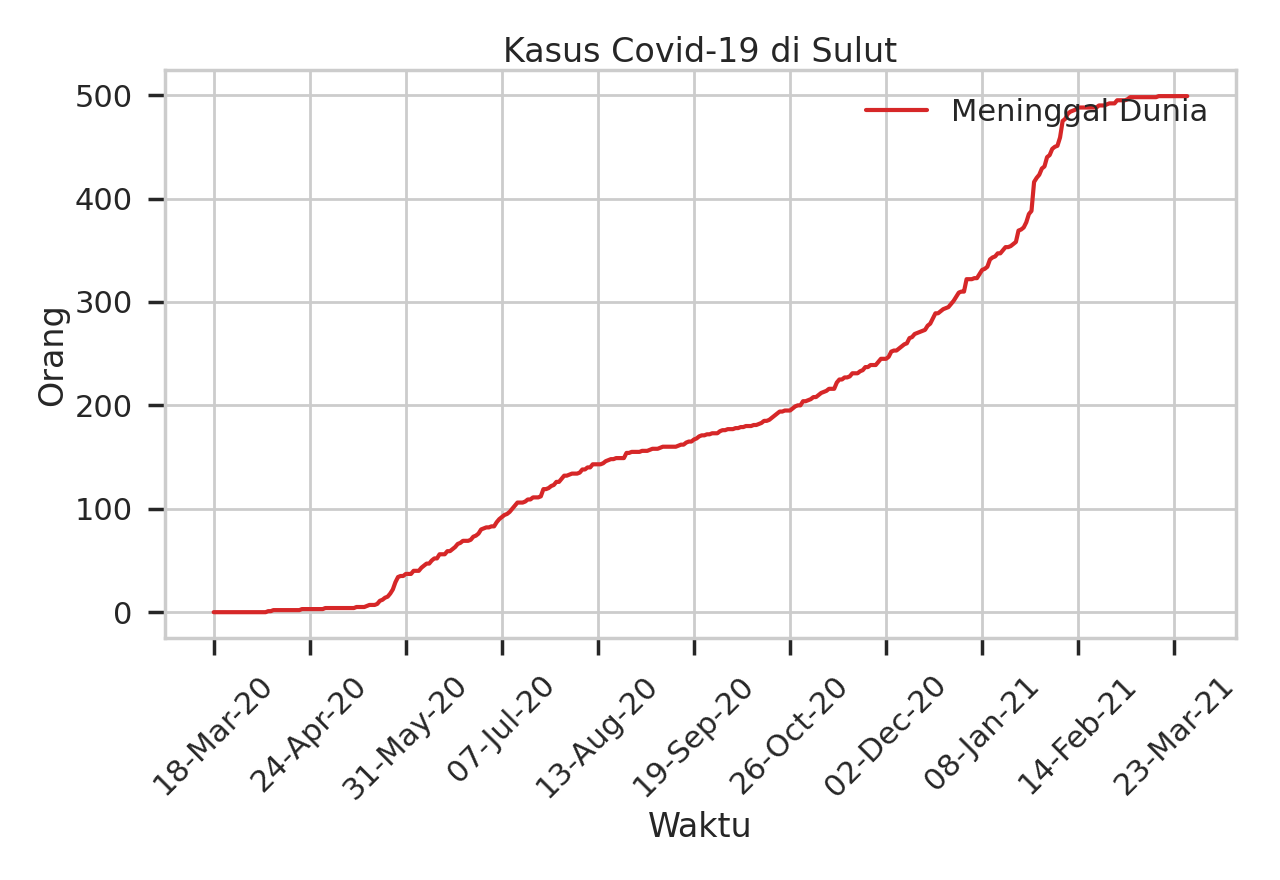 Kasus Covid-19 di Sulut
Meninggal Dunia
Orang
500
400
300
200
100
0
18-Mar-20
24-Apr-20
31-May-20
07-Jul-20
13-Aug-20
19-Sep-20
26-Oct-20
02-Dec-20
08-Jan-21
14-Feb-21
23-Mar-21
Waktu